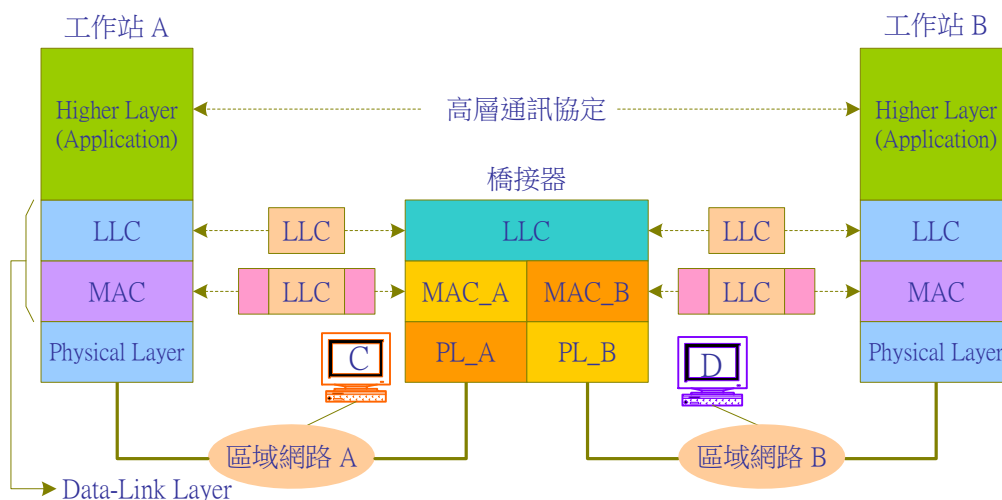 工作站 A
工作站 B
Higher Layer
(Application)
高層通訊協定
Higher Layer
(Application)
橋接器
LLC
LLC
LLC
LLC
LLC
MAC
LLC
MAC_A
MAC_B
LLC
MAC
Physical Layer
C
PL_A
PL_B
D
Physical Layer
區域網路 A
區域網路 B
Data-Link Layer